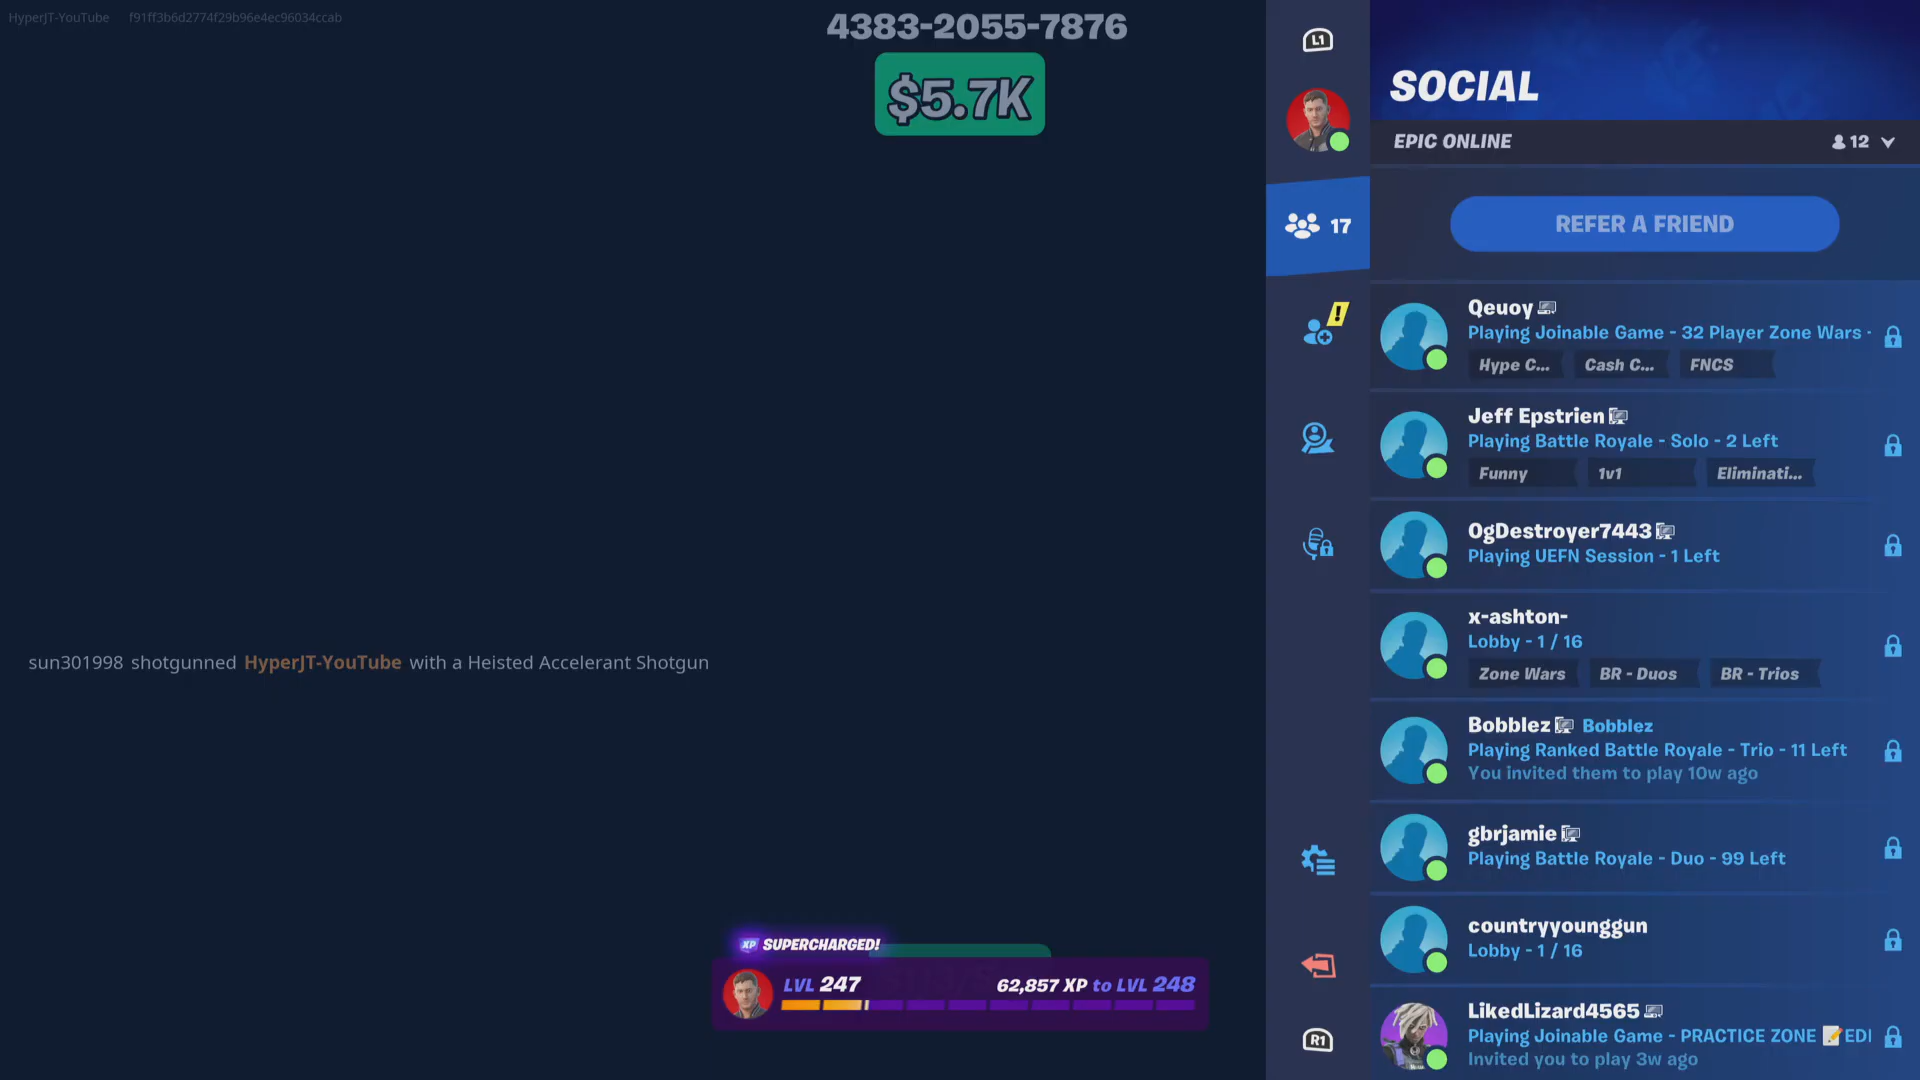 HyperJT-YouTube f91ff3b6d2774f29b96e4ec96034ccab
4383-2055-7876
$5.7K
sun301998 shotgunned HyperJT-YouTube with a Heisted Accelerant Shotgun
XP SUPERCHARGED!
LVL 247 62,857 XP to LVL 248
L1
17
!
R1
SOCIAL
EPIC ONLINE 12
REFER A FRIEND
Qeuoy
Playing Joinable Game - 32 Player Zone Wars -
Hype C... Cash C... FNCS
Jeff Epstrien
Playing Battle Royale - Solo - 2 Left
Funny 1v1 Eliminati...
OgDestroyer7443
Playing UEFN Session - 1 Left
x-ashton-
Lobby - 1 / 16
Zone Wars BR - Duos BR - Trios
Bobblez Bobblez
Playing Ranked Battle Royale - Trio - 11 Left
You invited them to play 10w ago
gbrjamie
Playing Battle Royale - Duo - 99 Left
countryyounggun
Lobby - 1 / 16
LikedLizard4565
Playing Joinable Game - PRACTICE ZONE 📝EDI
Invited you to play 3w ago